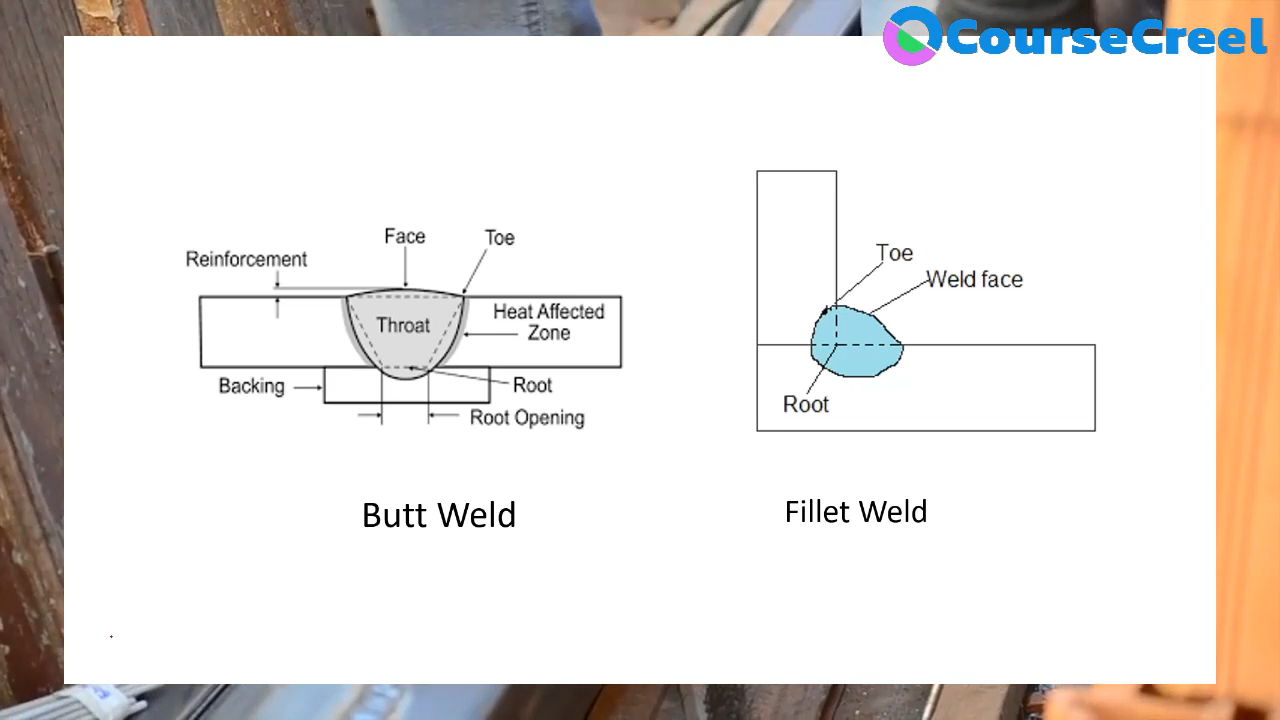 CourseCreel
Face
Toe
Reinforcement
Throat
Heat Affected
Zone
Backing
Root
Root Opening
Butt Weld
Toe
Weld face
Root
Fillet Weld